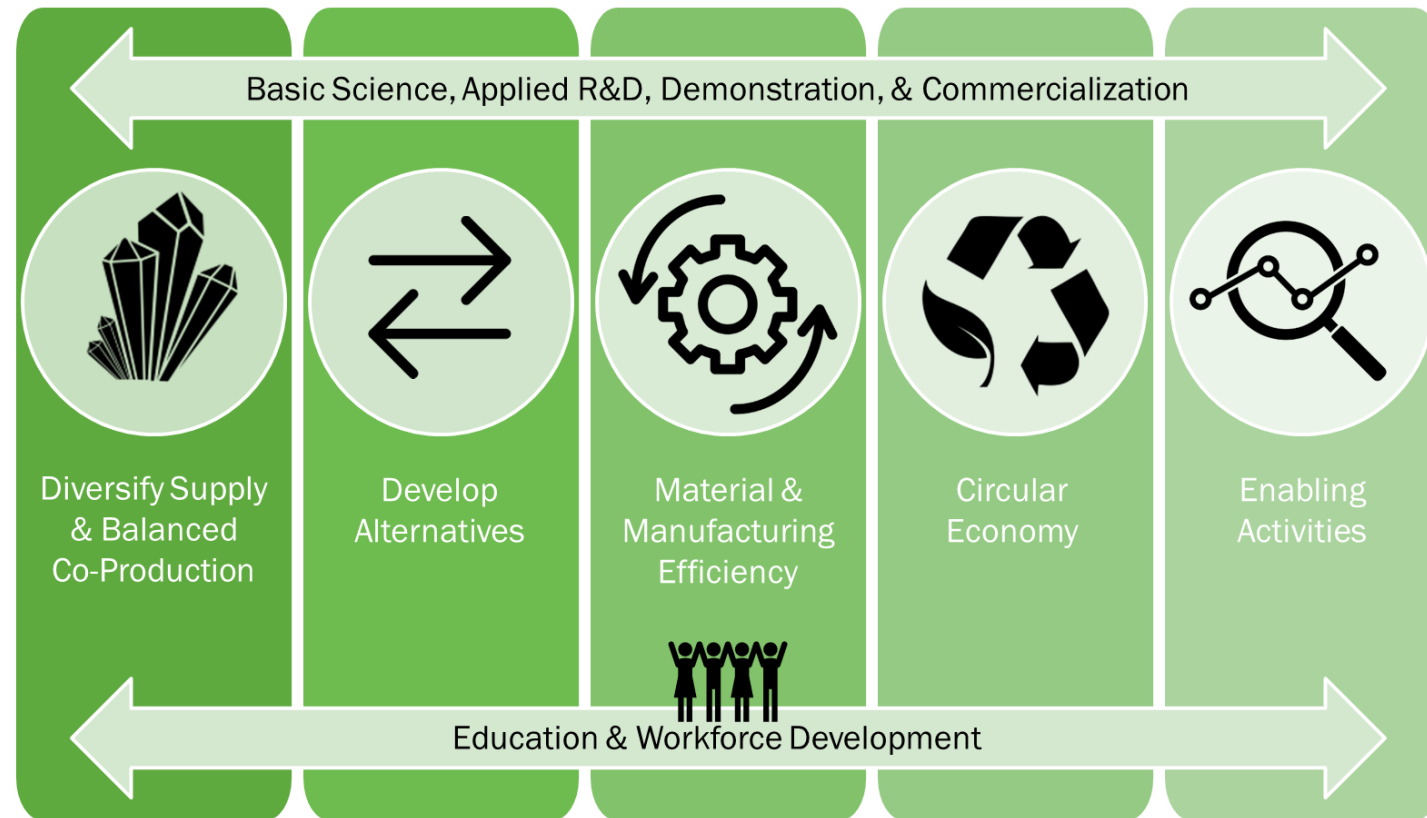 Basic Science, Applied R&D, Demonstration, & Commercialization
Diversify Supply
& Balanced
Co-Production
Develop
Alternatives
Material &
Manufacturing
Efficiency
Circular
Economy
Enabling
Activities
Education & Workforce Development